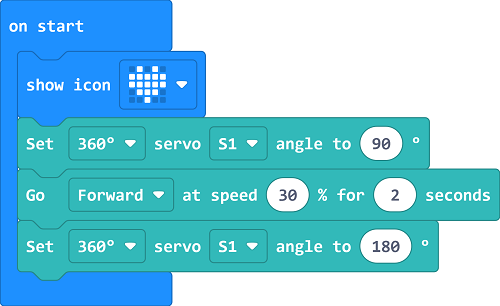 on start
show icon
Set 360° servo S1 angle to 90 °
Go Forward at speed 30 % for 2 seconds
Set 360° servo S1 angle to 180 °